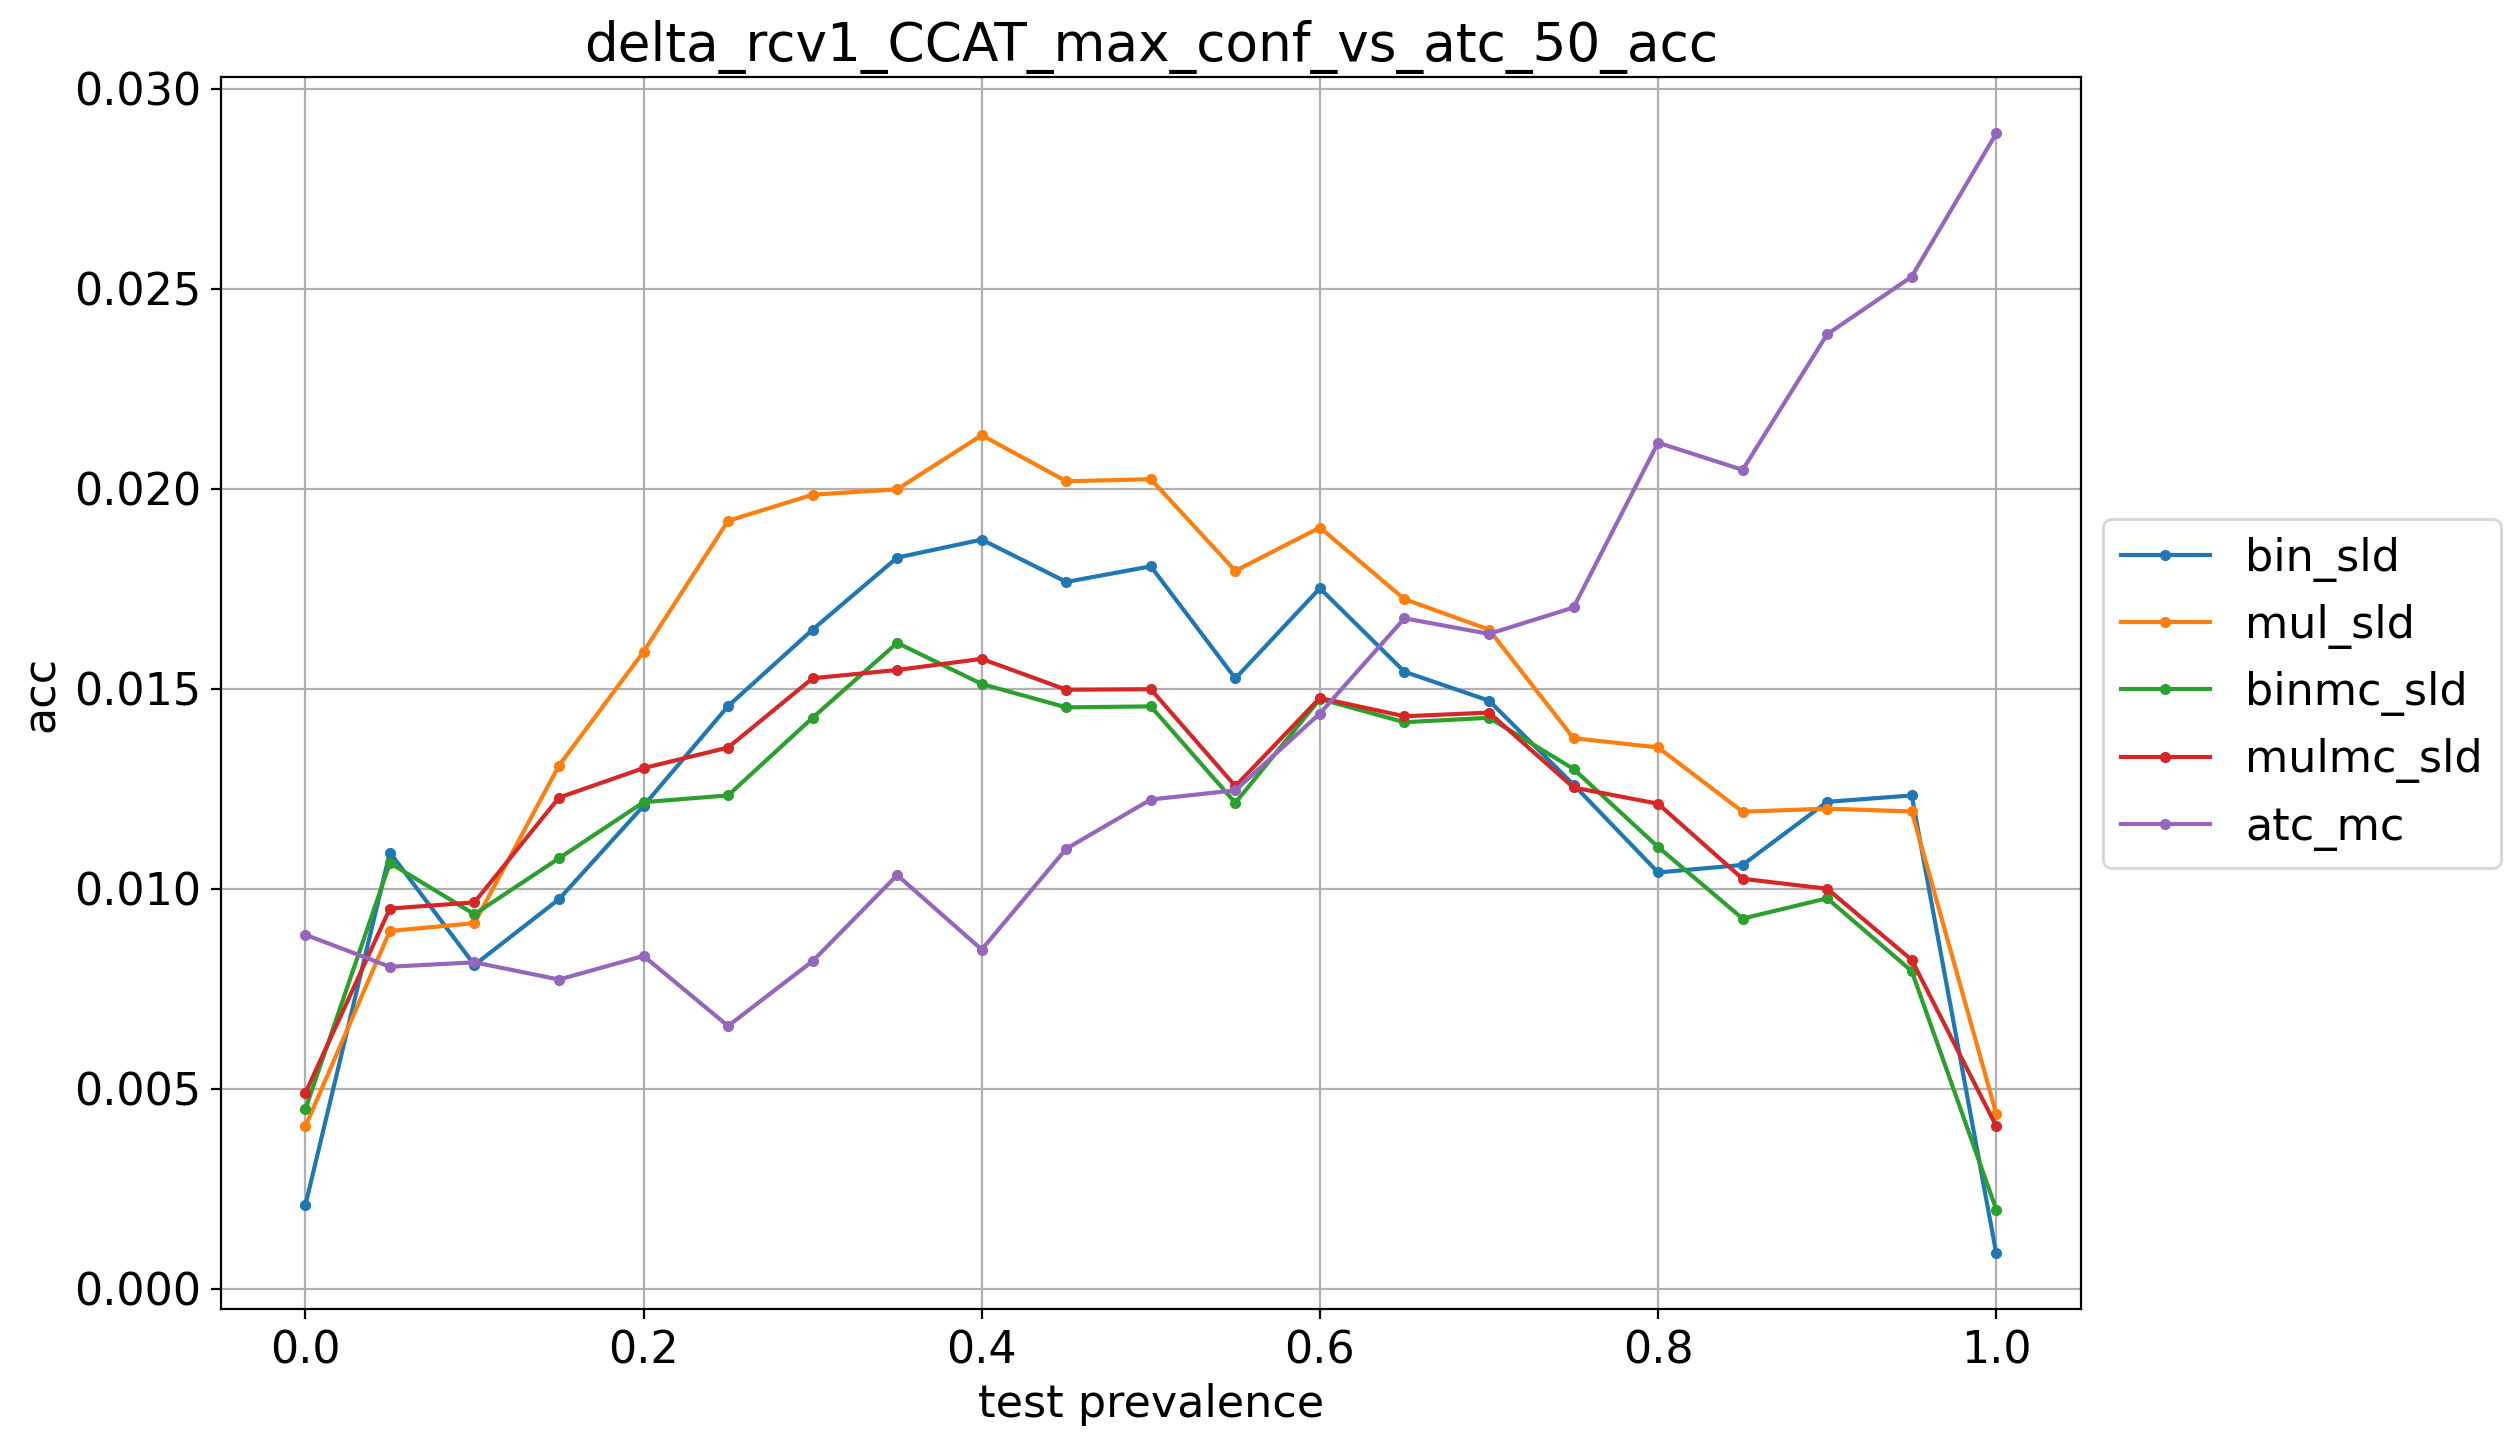 delta_rcv1_CCAT_max_conf_vs_atc_50_acc
0.030
0.025
0.020
0.015
0.010
0.005
0.000
acc
0.0 0.2 0.4 0.6 0.8 1.0
test prevalence
bin_sld
mul_sld
binmc_sld
mulmc_sld
atc_mc